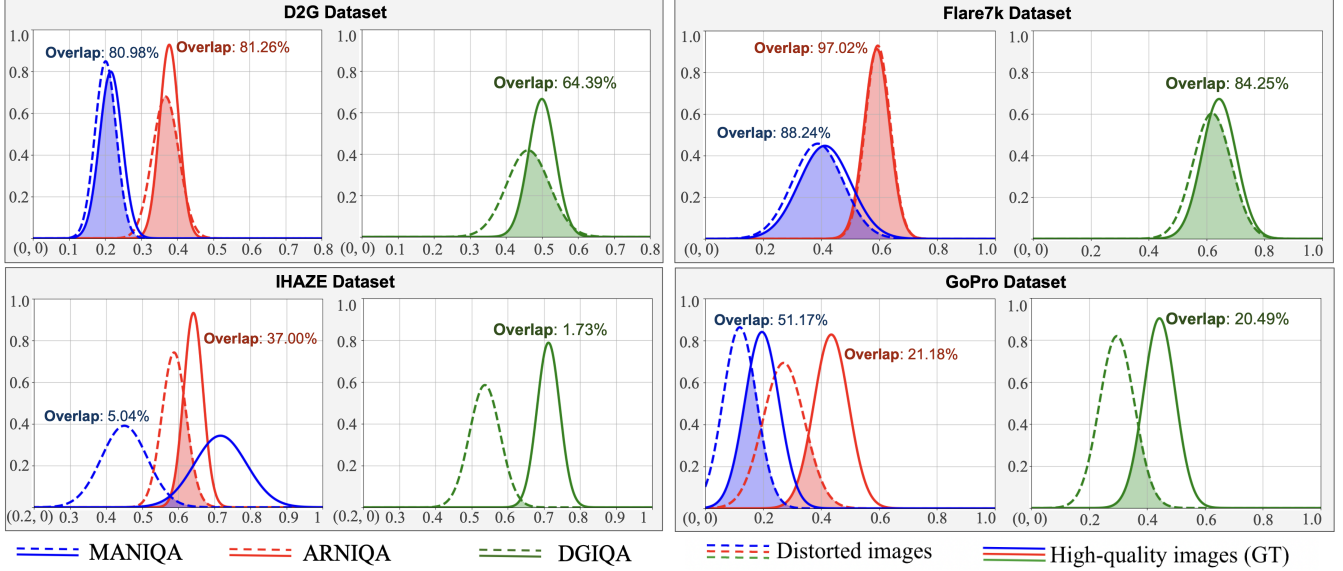 D2G Dataset
1.0
0.8
0.6
0.4
0.2
Overlap: 80.98%
Overlap: 81.26%
(0, 0) 0.1 0.2 0.3 0.4 0.5 0.6 0.7 0.8
1.0
0.8
0.6
0.4
0.2
Overlap: 64.39%
(0, 0) 0.1 0.2 0.3 0.4 0.5 0.6 0.7 0.8
Flare7k Dataset
1.0
0.8
0.6
0.4
0.2
Overlap: 97.02%
Overlap: 88.24%
(0, 0) 0.2 0.4 0.6 0.8 1.0
1.0
0.8
0.6
0.4
0.2
Overlap: 84.25%
(0, 0) 0.2 0.4 0.6 0.8 1.0
IHAZE Dataset
1.0
0.8
0.6
0.4
0.2
Overlap: 37.00%
Overlap: 5.04%
(0.2, 0) 0.3 0.4 0.5 0.6 0.7 0.8 0.9 1
1.0
0.8
0.6
0.4
0.2
Overlap: 1.73%
(0.2, 0) 0.3 0.4 0.5 0.6 0.7 0.8 0.9 1
GoPro Dataset
1.0
0.8
0.6
0.4
0.2
Overlap: 51.17%
Overlap: 21.18%
(0, 0) 0.2 0.4 0.6 0.8 1.0
1.0
0.8
0.6
0.4
0.2
Overlap: 20.49%
(0, 0) 0.2 0.4 0.6 0.8 1.0
MANIQA ARNIQA DGIQA Distorted images High-quality images (GT)